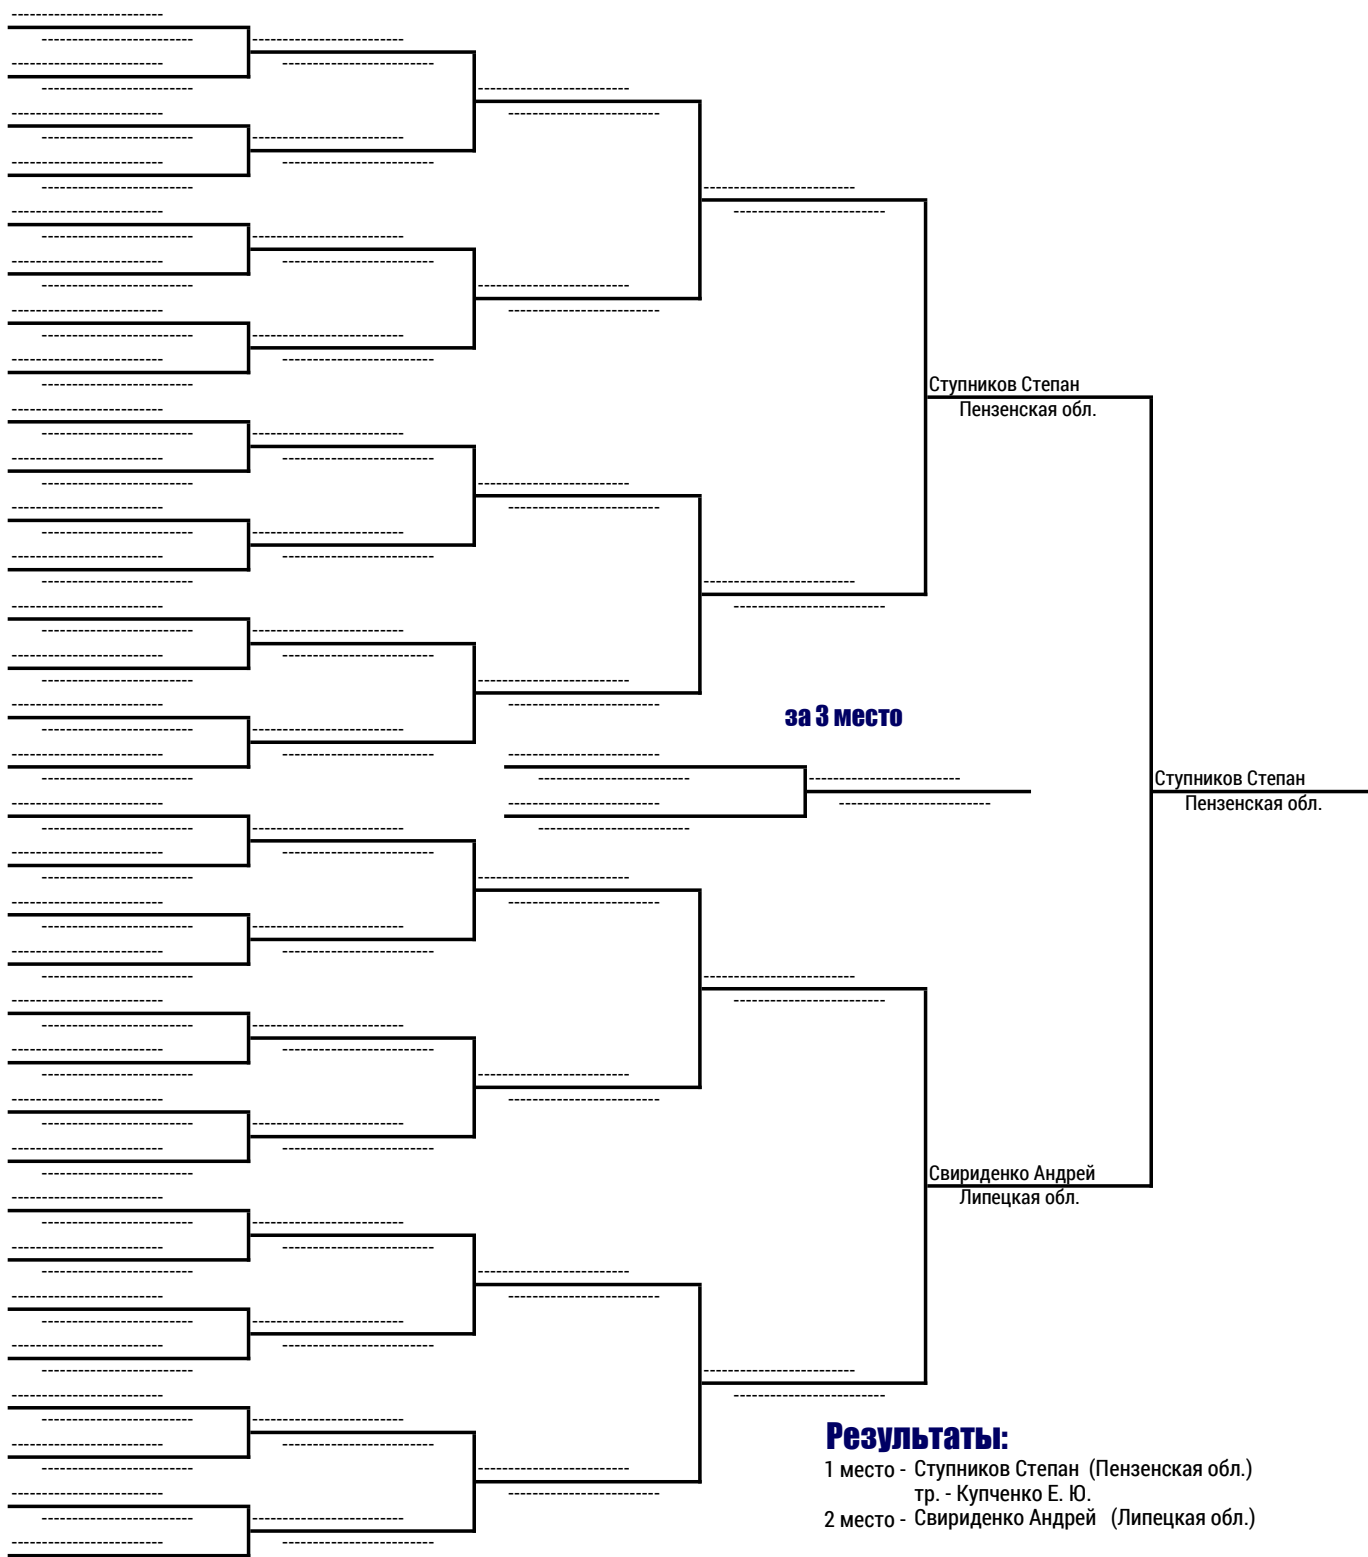 Ступников Степан
Пензенская обл.
за 3 место
Ступников Степан
Пензенская обл.
Свириденко Андрей
Липецкая обл.
Результаты:
1 место - Ступников Степан (Пензенская обл.)
тр. - Купченко Е. Ю.
2 место - Свириденко Андрей (Липецкая обл.)